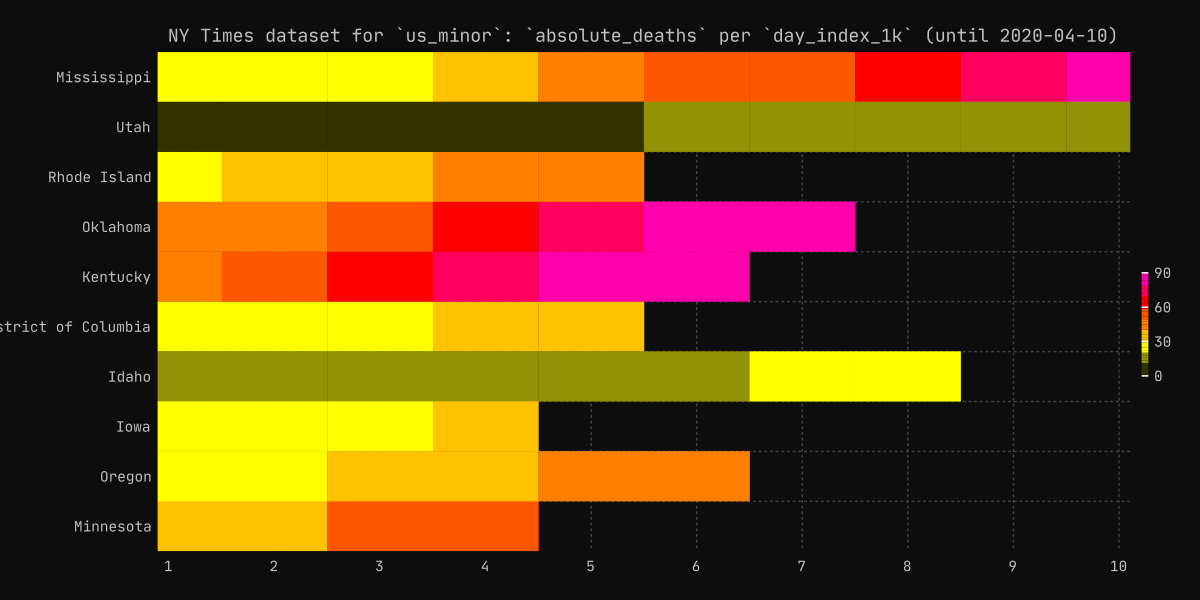 NY Times dataset for `us_minor`: `absolute_deaths` per `day_index_1k` (until 2020-04-10)
Mississippi
Utah
Rhode Island
Oklahoma
Kentucky
strict of Columbia
Idaho
Iowa
Oregon
Minnesota
90
60
30
0
1 2 3 4 5 6 7 8 9 10